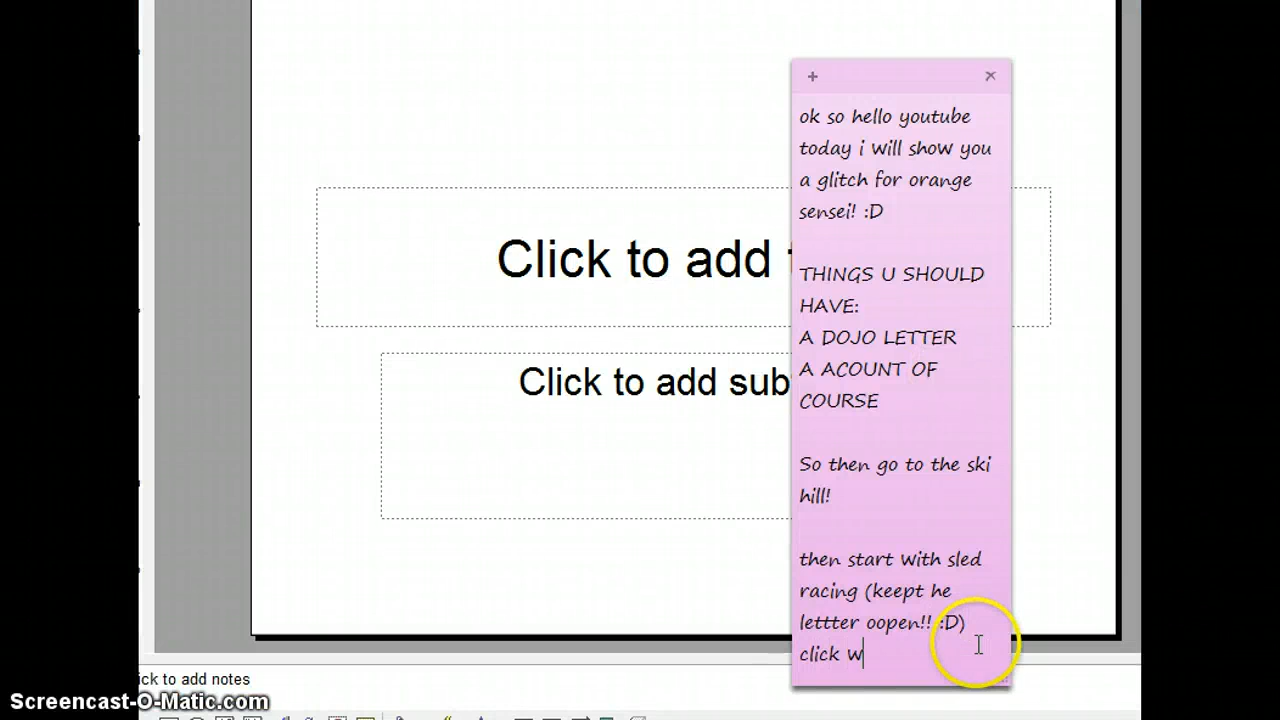 + ×
ok so hello youtube
today i will show you
a glitch for orange
sensei! :D
THINGS U SHOULD
HAVE:
A DOJO LETTER
A ACOUNT OF
COURSE
So then go to the ski
hill!
then start with sled
racing (keept he
lettter oopen!! :D)
click w
Click to add
Click to add sub
ick to add notes
Screencast-O-Matic.com